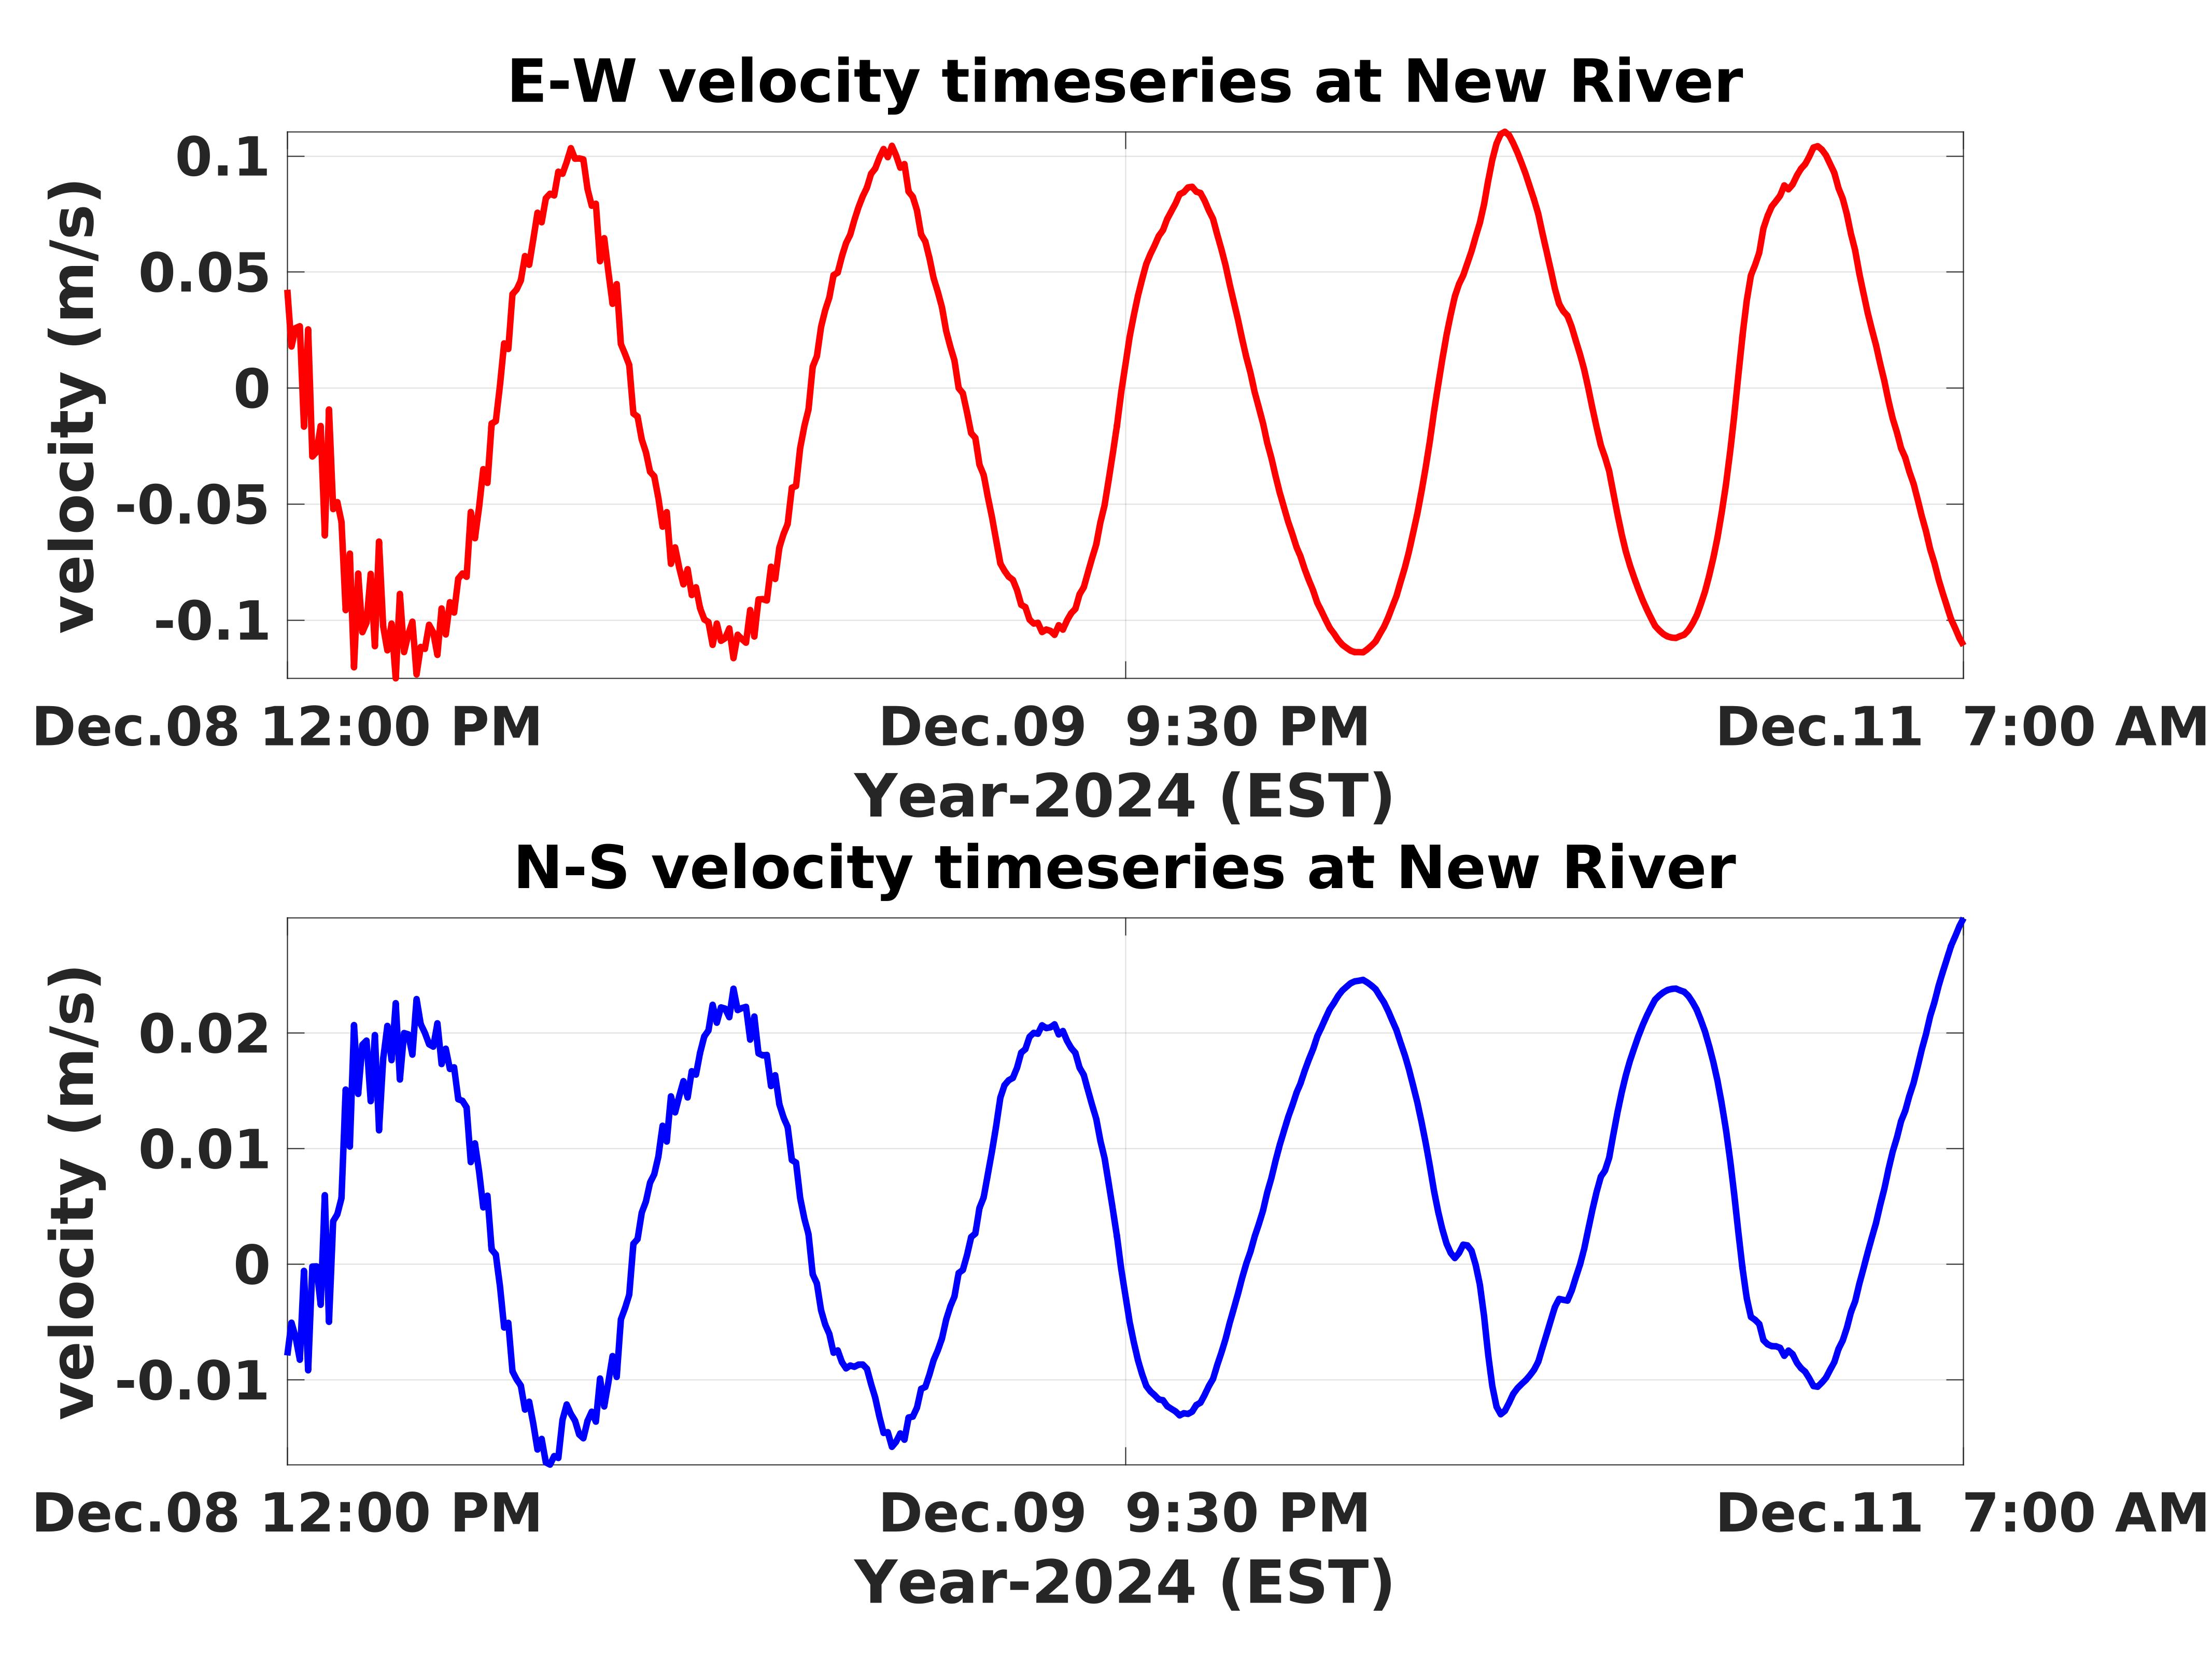 E-W velocity timeseries at New River
velocity (m/s)
0.1
0.05
0
-0.05
-0.1
Dec.08 12:00 PM
Dec.09  9:30 PM
Dec.11  7:00 AM
Year-2024 (EST)
N-S velocity timeseries at New River
velocity (m/s)
0.02
0.01
0
-0.01
Dec.08 12:00 PM
Dec.09  9:30 PM
Dec.11  7:00 AM
Year-2024 (EST)